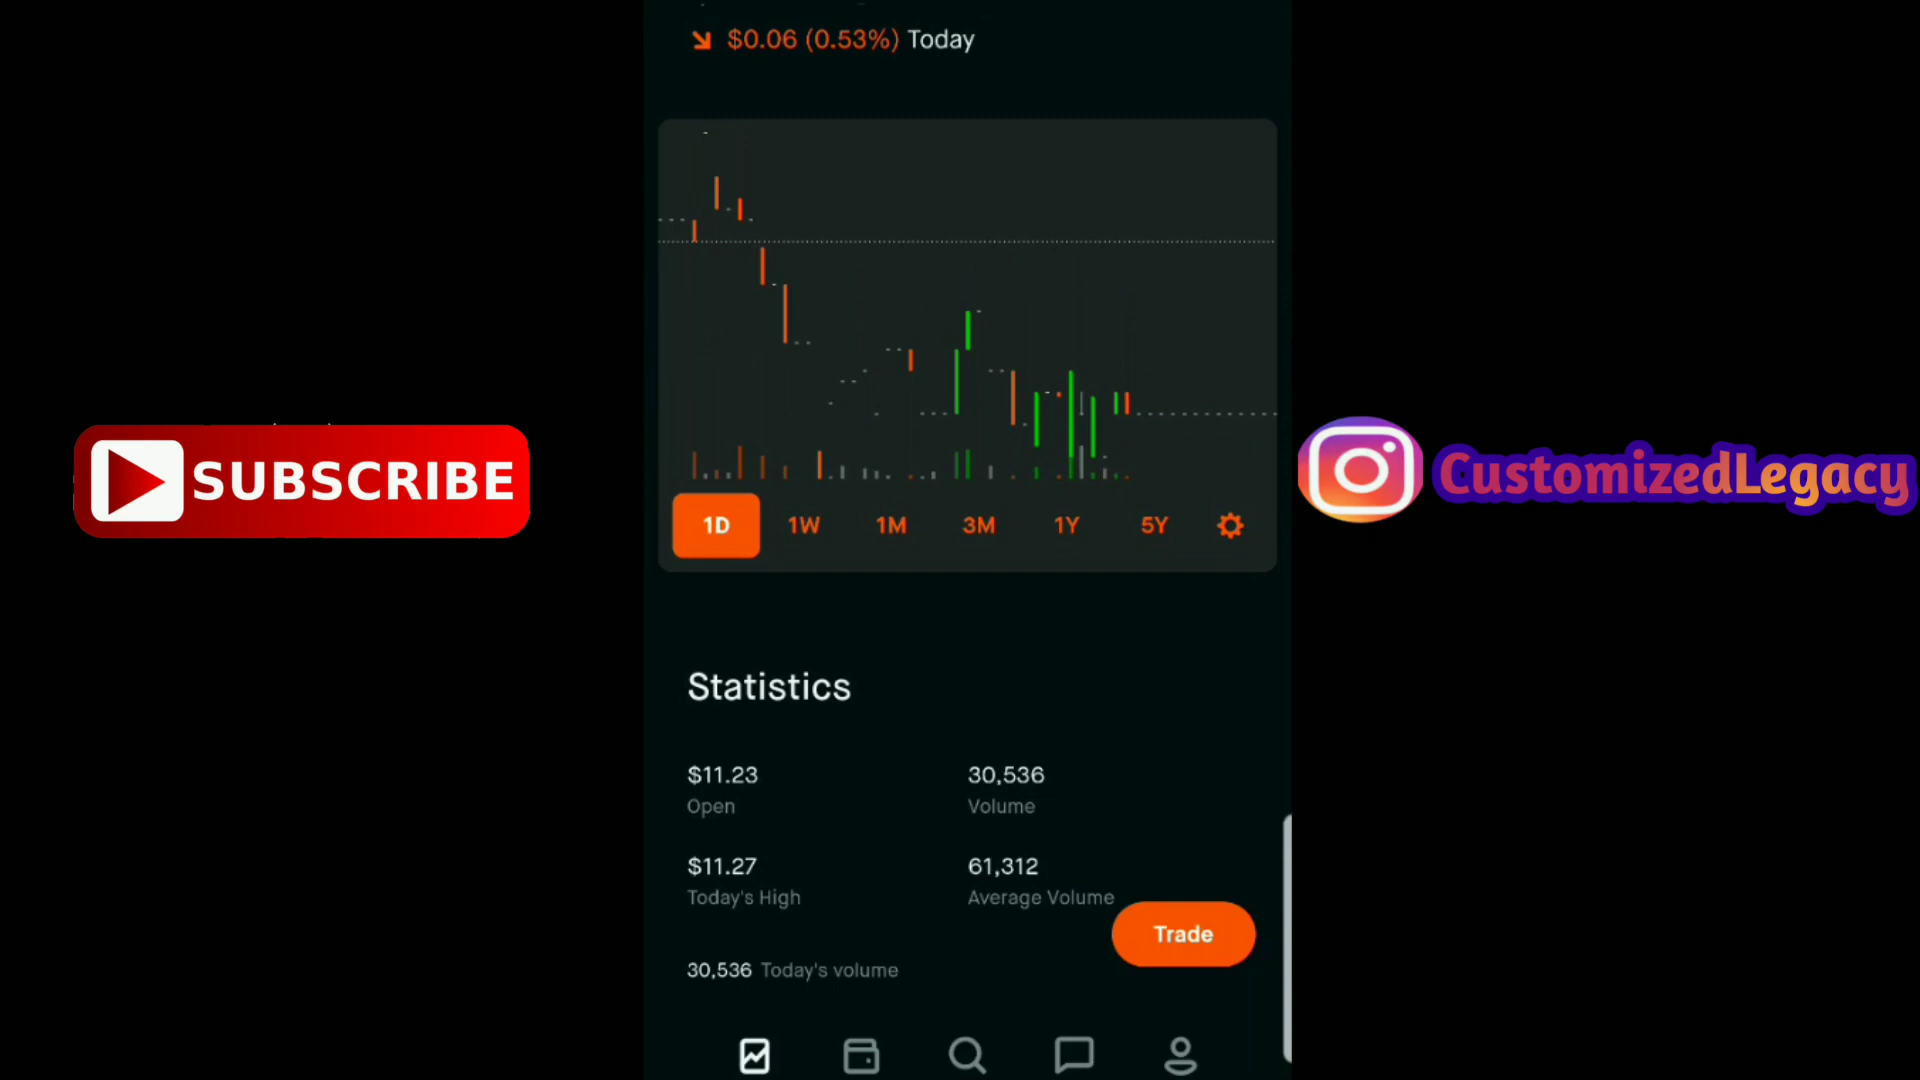 $0.06 (0.53%) Today
SUBSCRIBE
CustomizedLegacy
1D 1W 1M 3M 1Y 5Y
Statistics
$11.23 30,536
Open Volume
$11.27 61,312
Today's High Average Volume
Trade
30,536 Today's volume